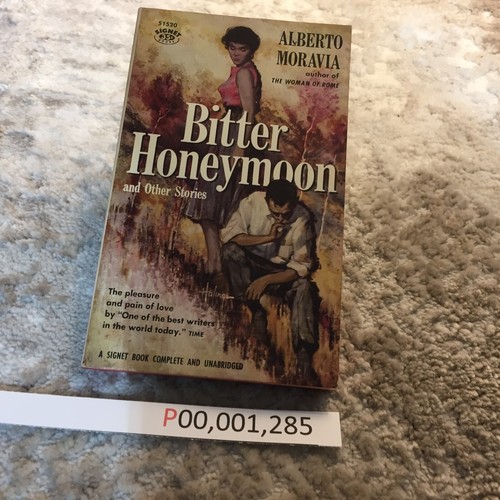 S1520
SIGNET
BOOKS
ALBERTO
MORAVIA
author of
THE WOMAN OF ROME
Bitter
Honeymoon
and Other Stories
The pleasure
and pain of love
by "One of the best writers
in the world today." TIME
A SIGNET BOOK COMPLETE AND UNABRIDGED
P00,001,285